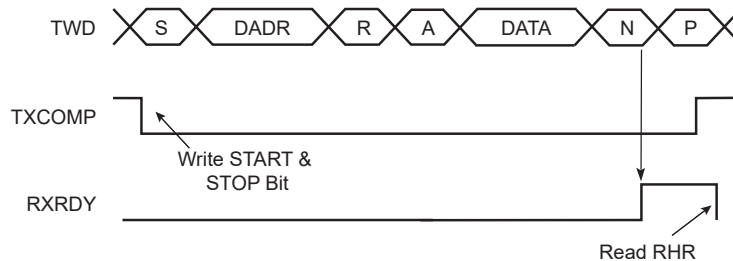 TWD S DADR R A DATA N P
TXCOMP
Write START &
STOP Bit
RXRDY
Read RHR